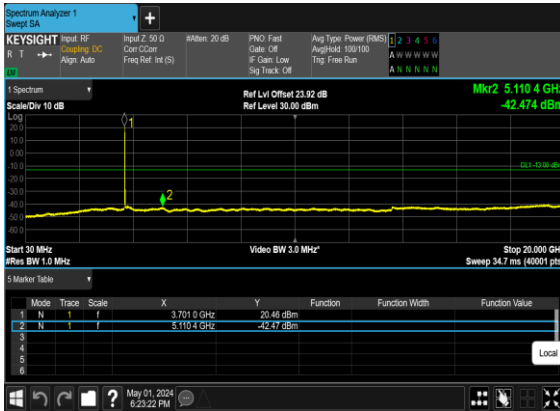 Spectrum Analyzer 1
Swept SA
KEYSIGHT Input: RF Input Z: 50 Ω #Atten: 20 dB PNO: Fast Avg Type: Power (RMS) 1 2 3 4 5 6
R T Coupling: DC Corr CCorr Gate: Off Avg|Hold: 100/100 A W W W W W
Align: Auto Freq Ref: Int (S) IF Gain: Low Trig: Free Run
Sig Track: Off A N N N N N
1 Spectrum Ref Lvl Offset 23.92 dB Mkr2 5.110 4 GHz
Scale/Div 10 dB Ref Level 30.00 dBm -42.474 dBm
Log
20.0
10.0
0.00
-10.0
-20.0
-30.0
-40.0
-50.0
-60.0
1
2
DL1 -13.00 dBm
Start 30 MHz Video BW 3.0 MHz* Stop 20.000 GHz
#Res BW 1.0 MHz Sweep 34.7 ms (40001 pts)
5 Marker Table
Mode Trace Scale X Y Function Function Width Function Value
1 N 1 f 3.701 0 GHz 20.46 dBm
2 N 1 f 5.110 4 GHz -42.47 dBm
3
4
5
6
Local
? May 01, 2024
6:23:22 PM